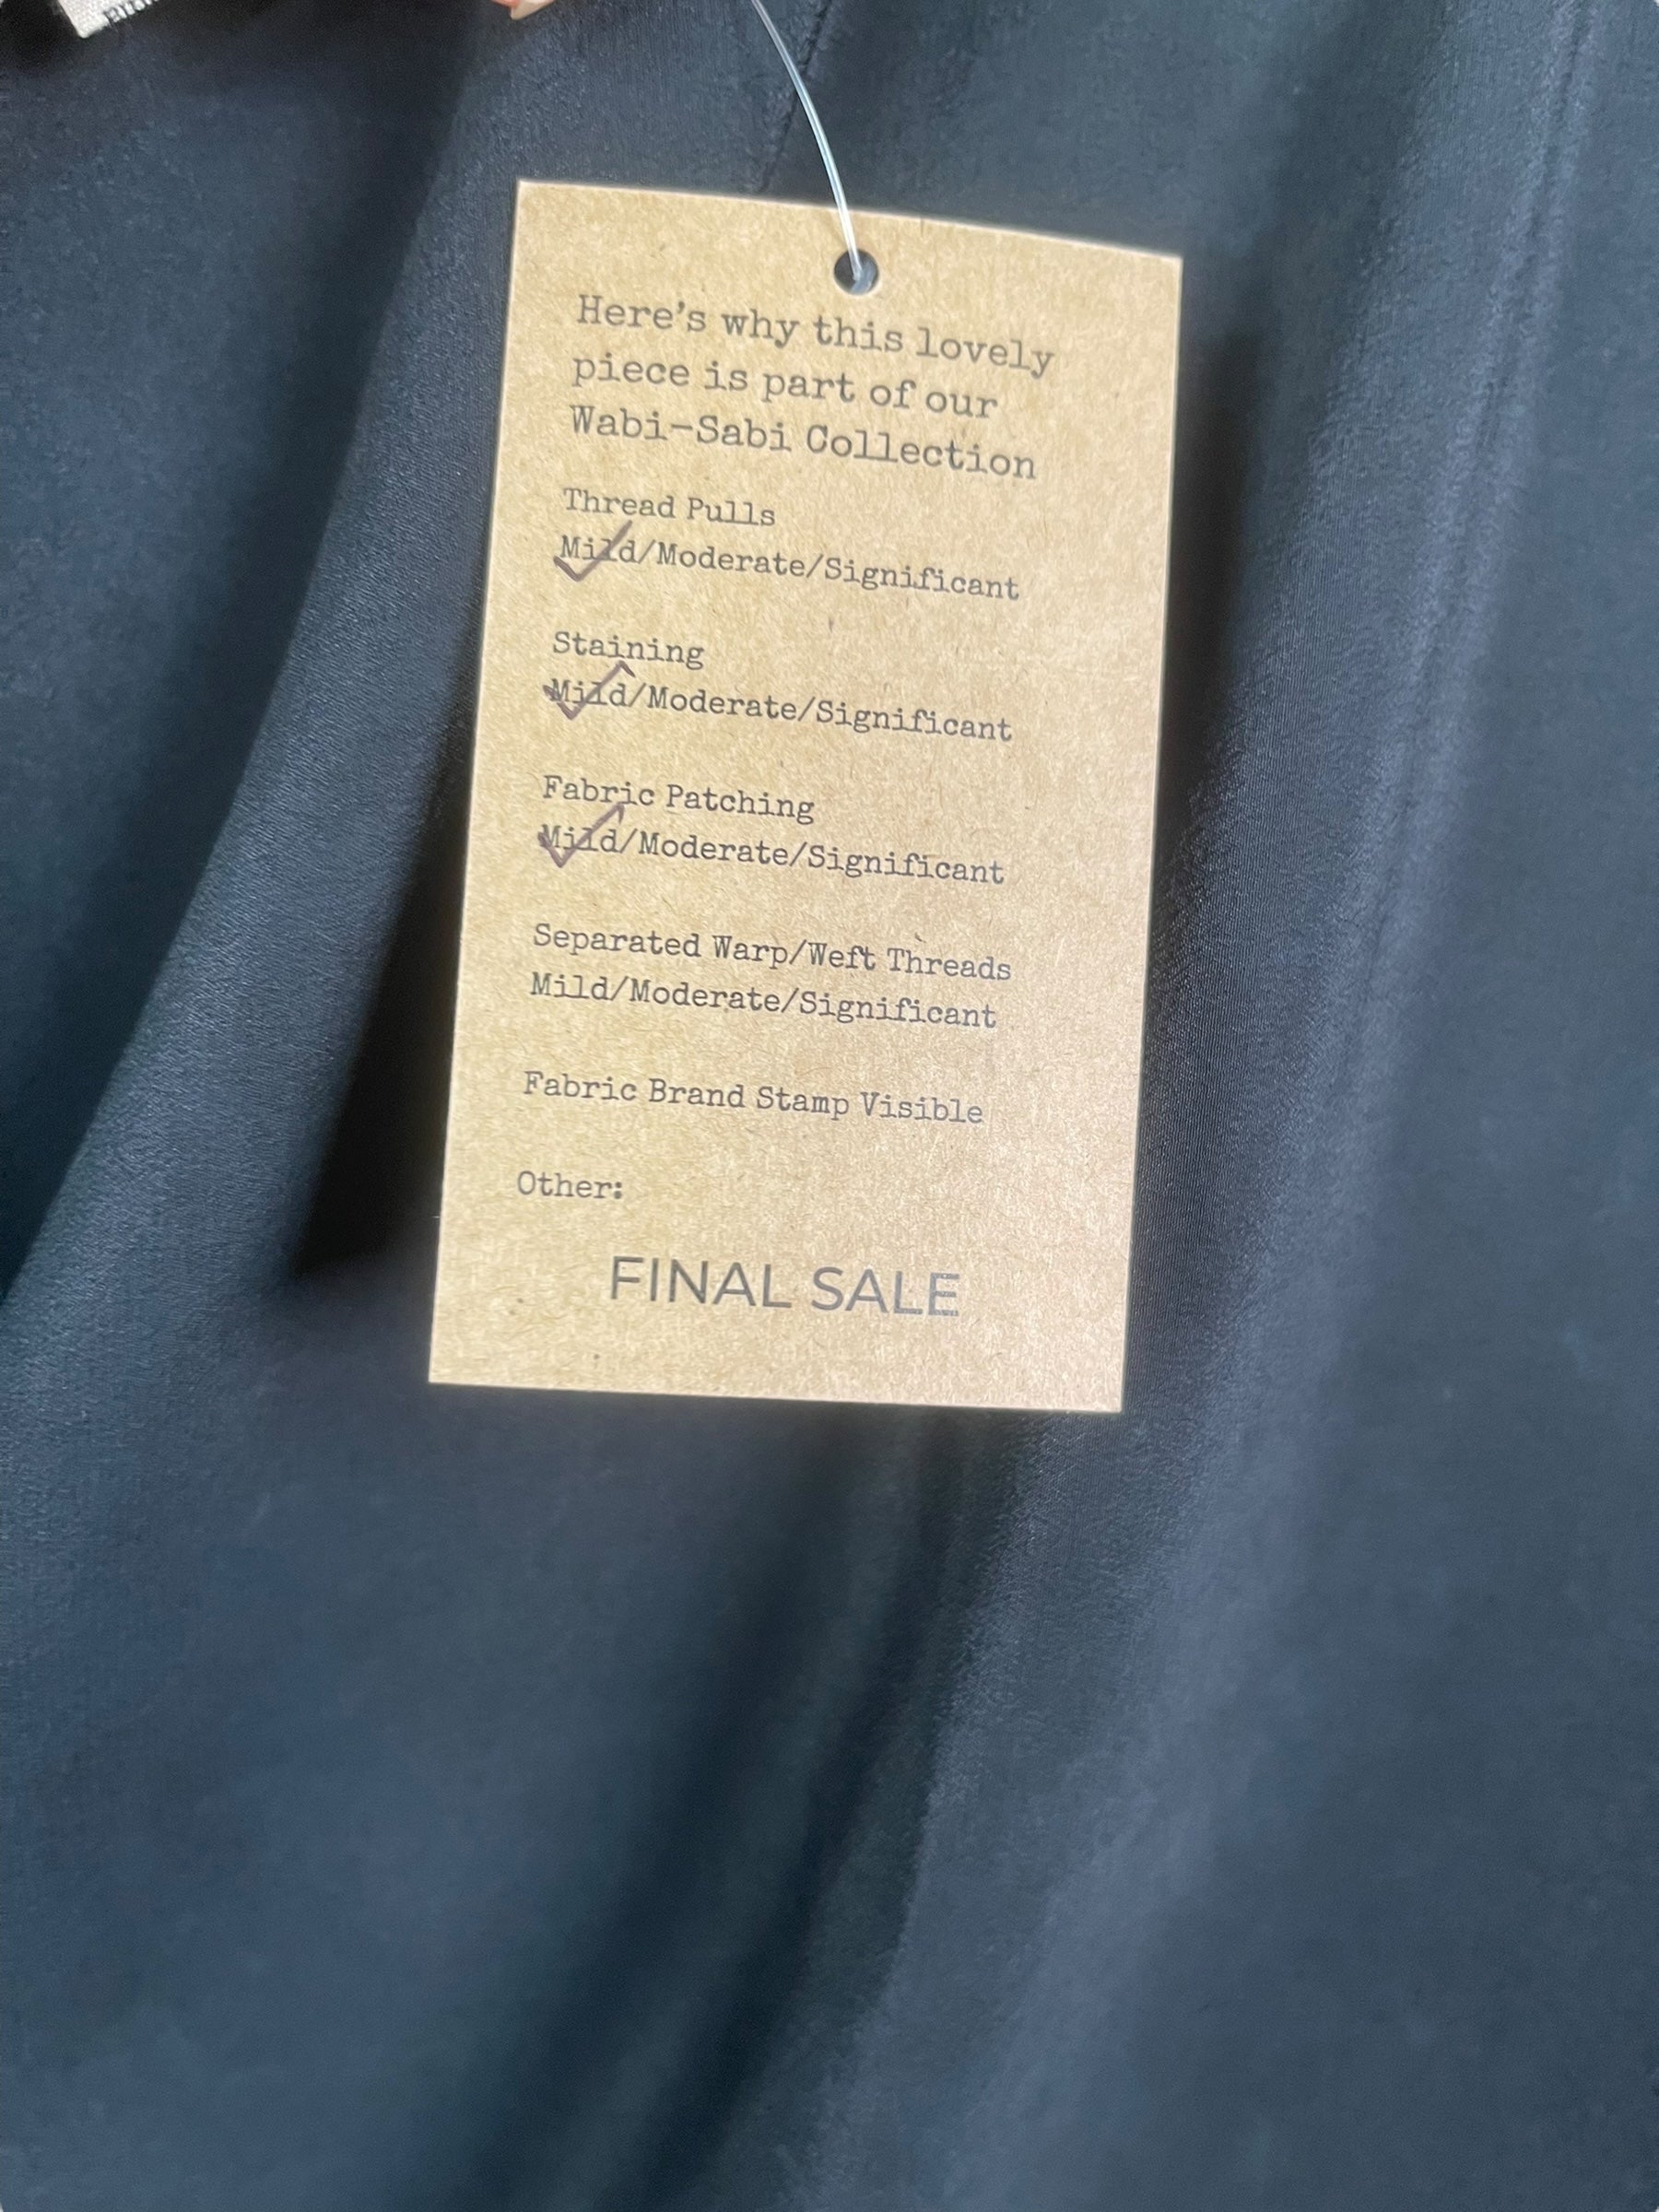 Here's why this lovely
piece is part of our
Wabi-Sabi Collection
Thread Pulls
Mild/Moderate/Significant
Staining
Mild/Moderate/Significant
Fabric Patching
Mild/Moderate/Significant
Separated Warp/Weft Threads
Mild/Moderate/Significant
Fabric Brand Stamp Visible
Other:
FINAL SALE